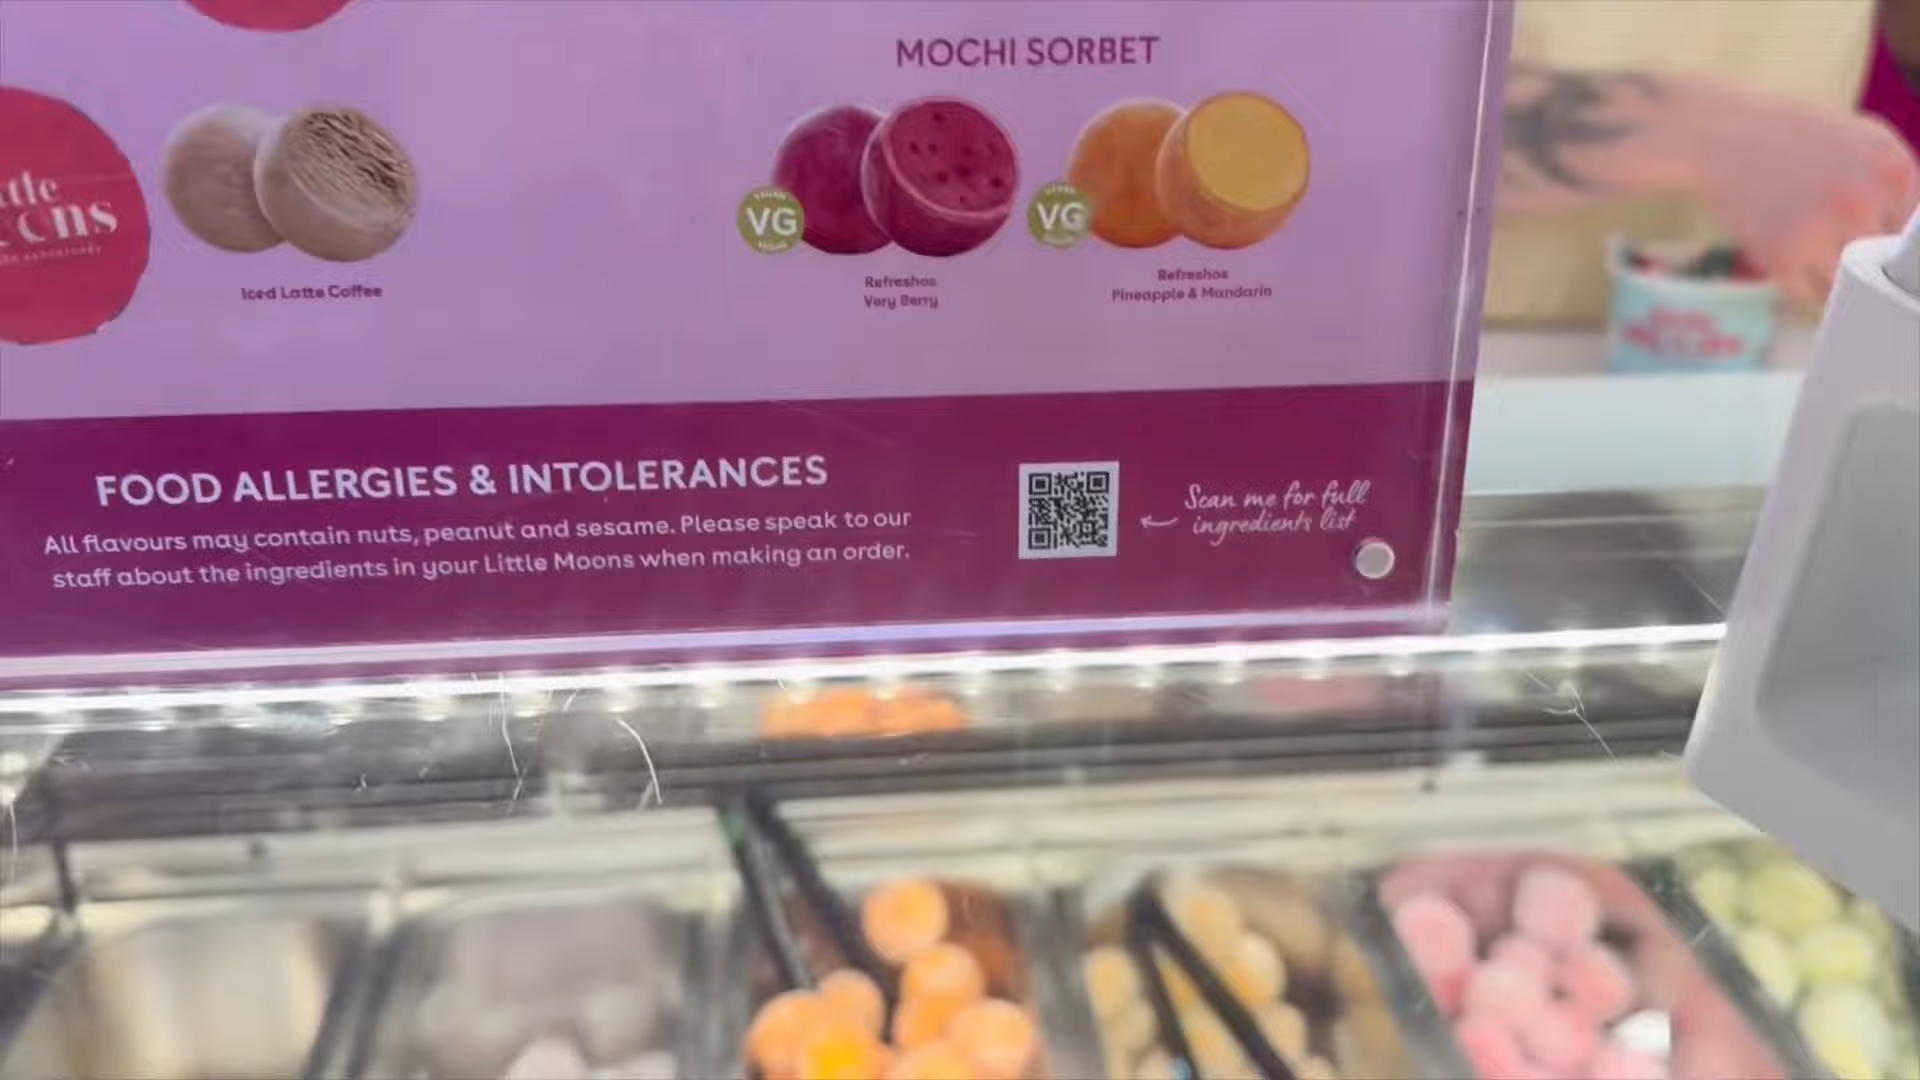 MOCHI SORBET
ttle
Iced Latte Coffee
VG
VG
Refreshos
Very Berry
Refreshos
Pineapple & Mandarin
FOOD ALLERGIES & INTOLERANCES
All flavours may contain nuts, peanut and sesame. Please speak to our
staff about the ingredients in your Little Moons when making an order.
Scan me for full
ingredients list